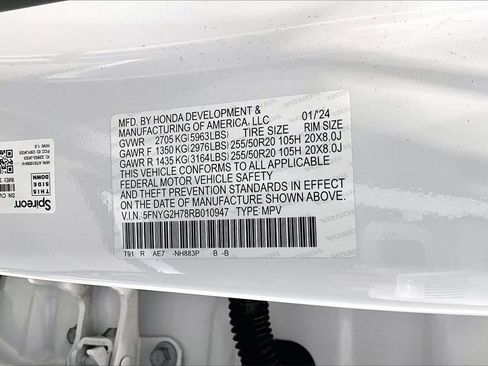 MFD. BY HONDA DEVELOPMENT &
MANUFACTURING OF AMERICA, LLC 01/'24
GVWR 2705 KG(5963LBS) TIRE SIZE RIM SIZE
GAWR F 1350 KG(2976LBS) 255/50R20 105H 20X8.0J
GAWR R 1435 KG(3164LBS) 255/50R20 105H 20X8.0J
THIS VEHICLE CONFORMS TO ALL APPLICABLE
FEDERAL MOTOR VEHICLE SAFETY
AND THEFT PREVENTION STANDARDS IN EFFECT
ON THE DATE OF MANUFACTURE SHOWN ABOVE.
V.I.N.: 5FNYG2H78RB010947 TYPE: MPV
T91 R AE7 -NH883P B -B
Spireon
THIS
SIDE
DOWN